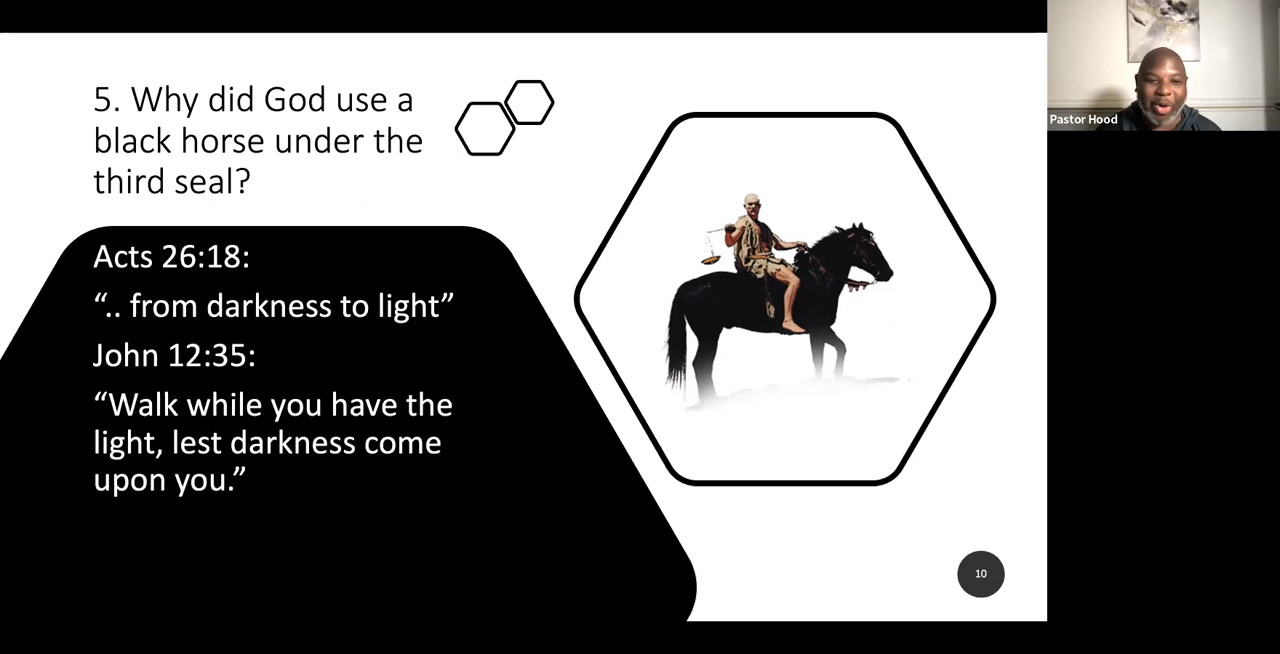 5. Why did God use a
black horse under the
third seal?
Acts 26:18:
“.. from darkness to light”
John 12:35:
“Walk while you have the
light, lest darkness come
upon you.”
10
Pastor Hood